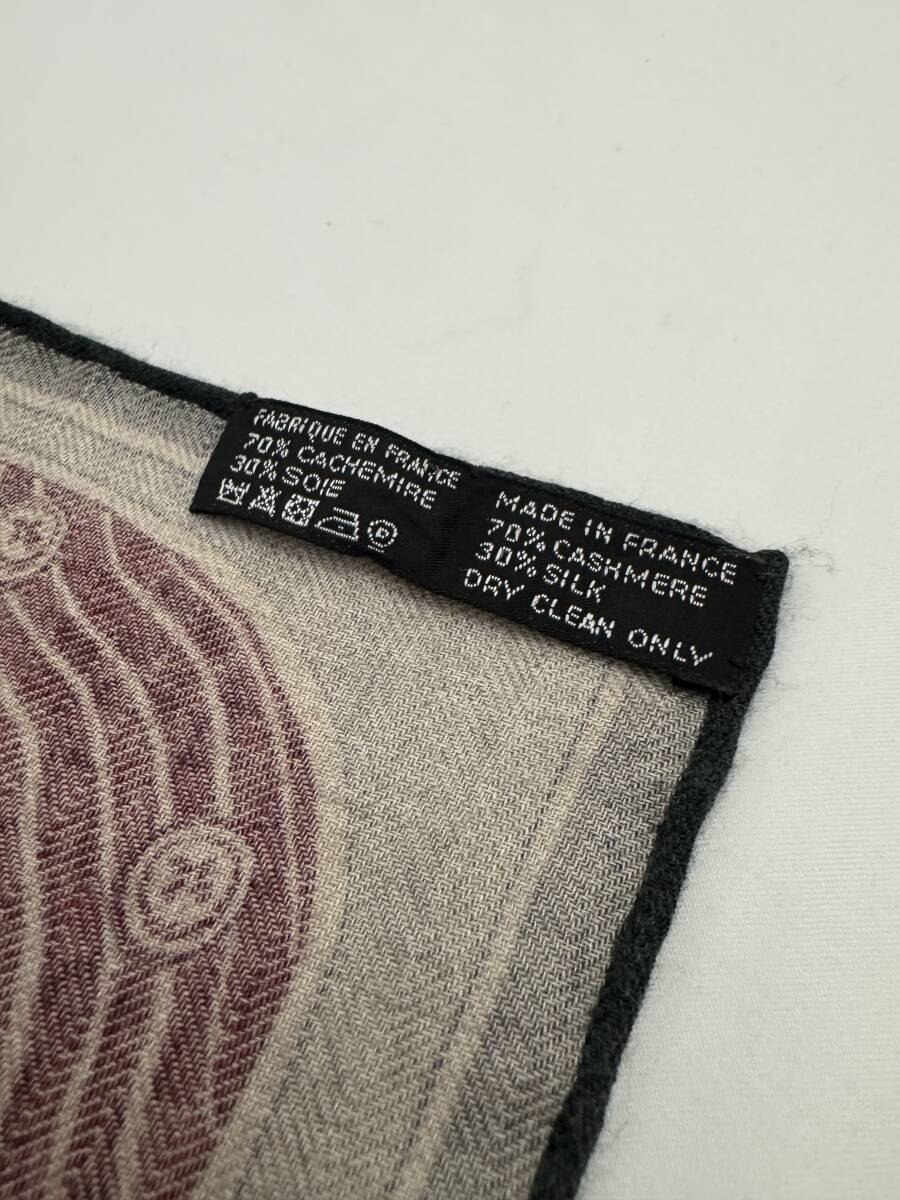 FABRIQUE EN FRANCE
70% CACHEMIRE
30% SOIE
MADE IN FRANCE
70% CASHMERE
30% SILK
DRY CLEAN ONLY